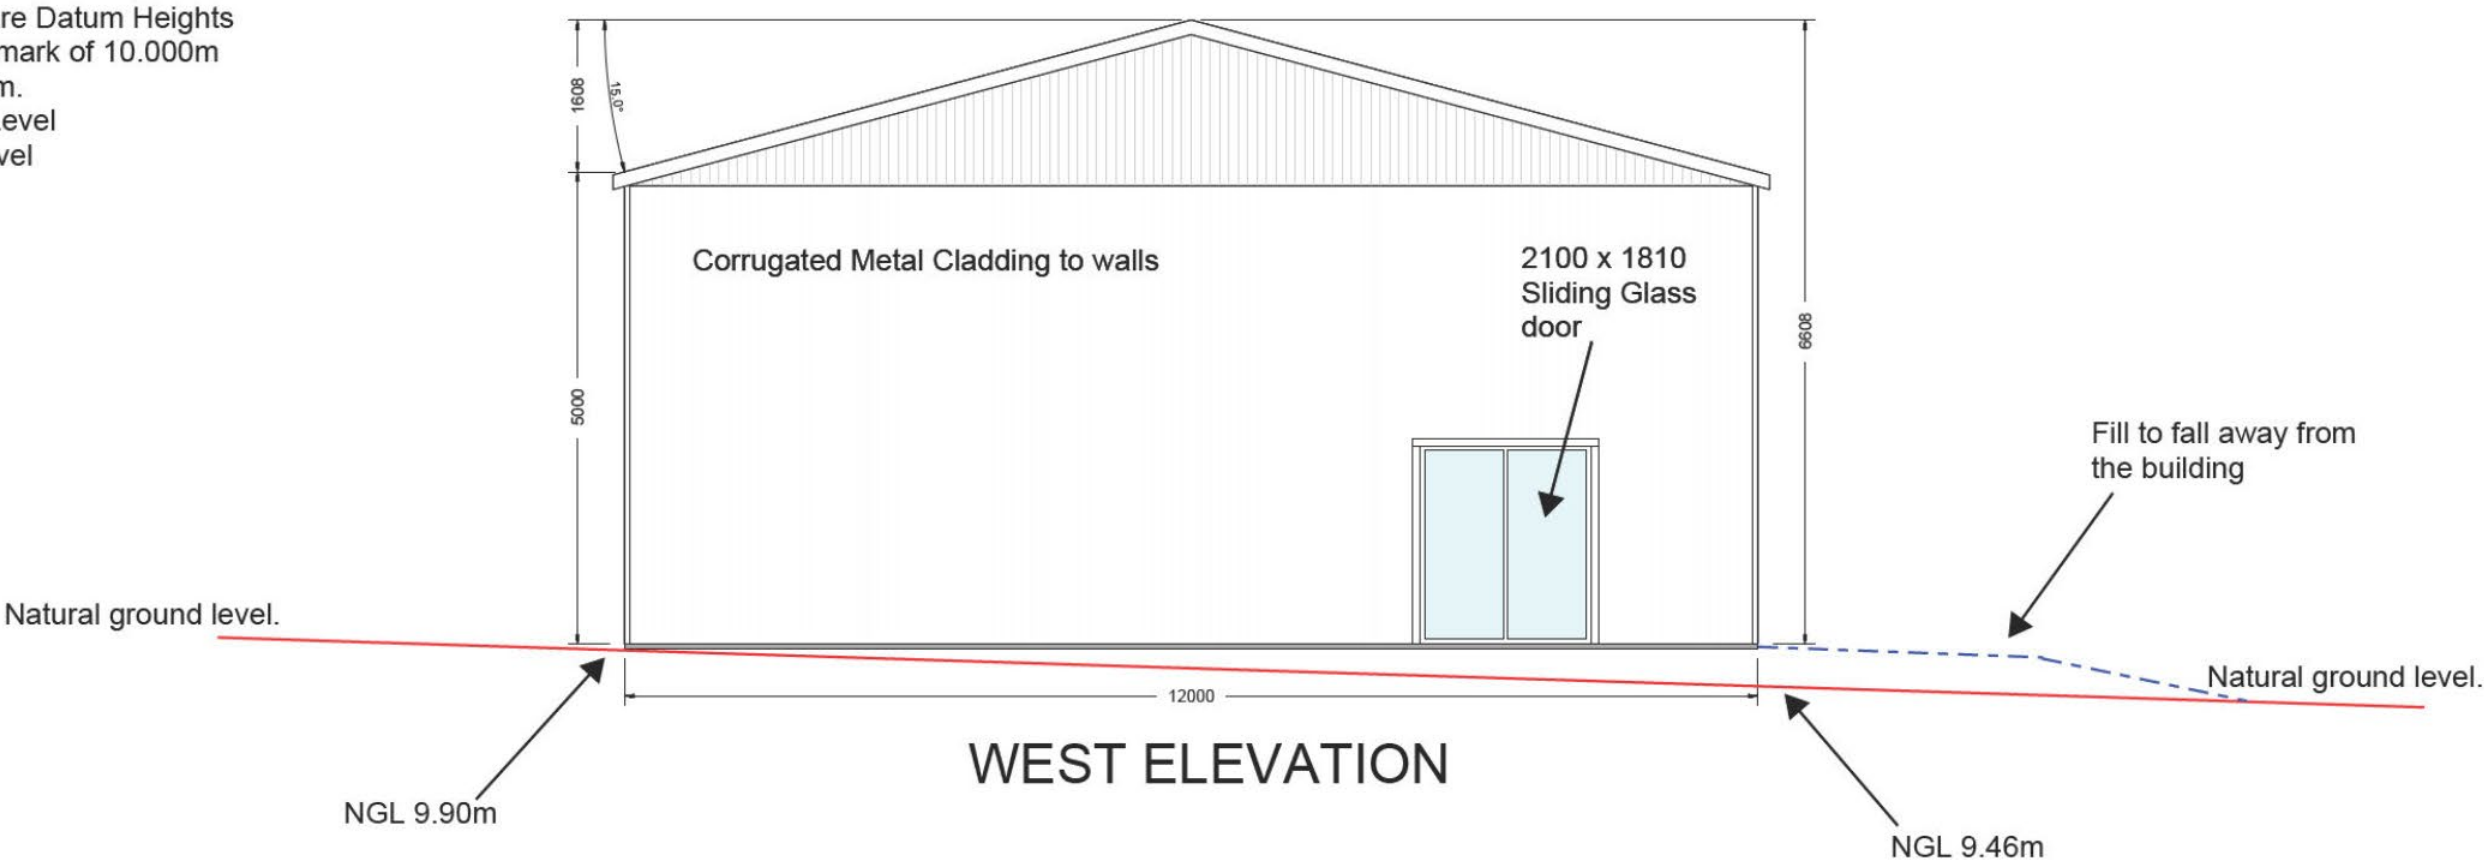 re Datum Heights
mark of 10.000m
m.
Level
vel
1608
15.0°
Corrugated Metal Cladding to walls
2100 x 1810
Sliding Glass
door
5000
6608
Fill to fall away from
the building
Natural ground level.
Natural ground level.
12000
WEST ELEVATION
NGL 9.90m
NGL 9.46m